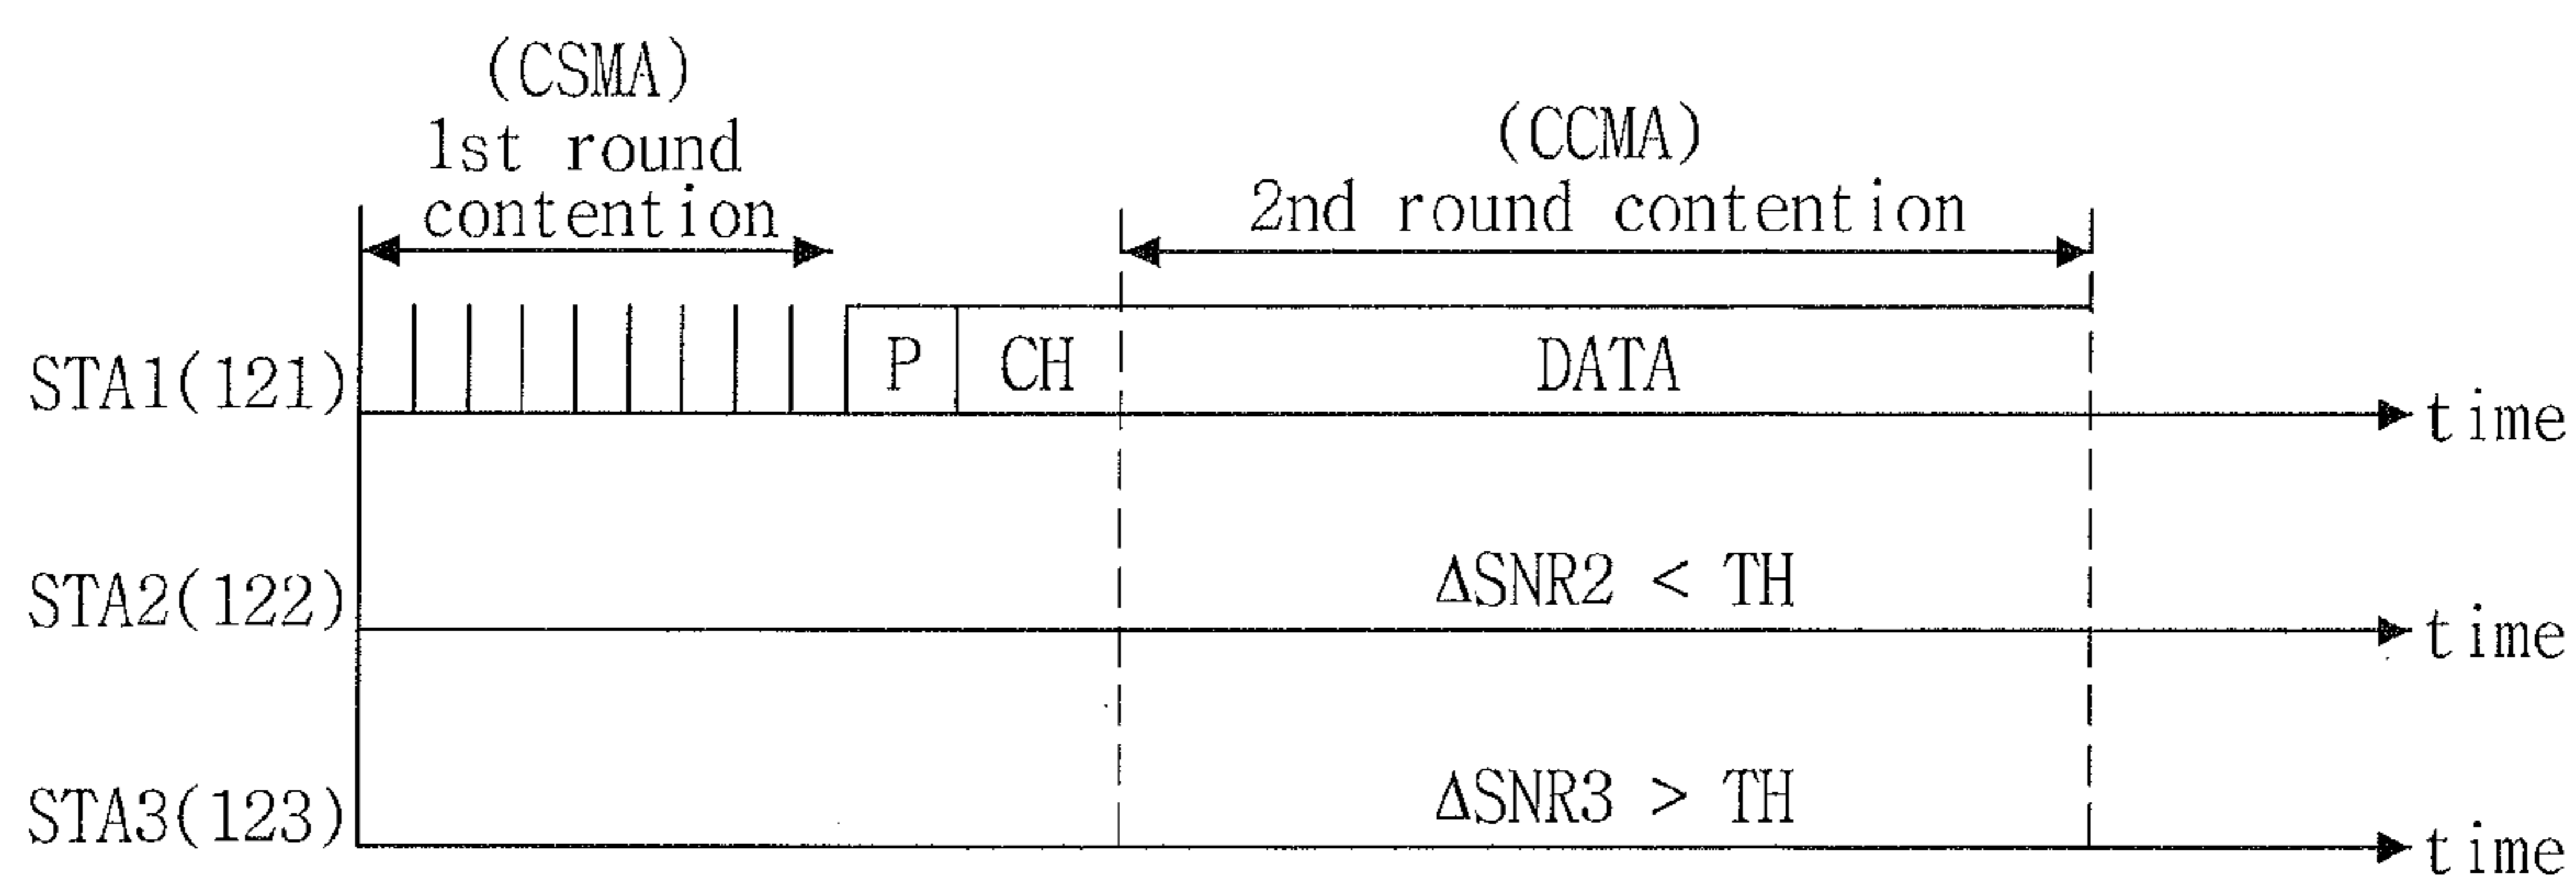 (CSMA)
1st round
contention
(CCMA)
2nd round contention
STA1(121)
P
CH
DATA
time
STA2(122)
ΔSNR2 < TH
time
STA3(123)
ΔSNR3 > TH
time